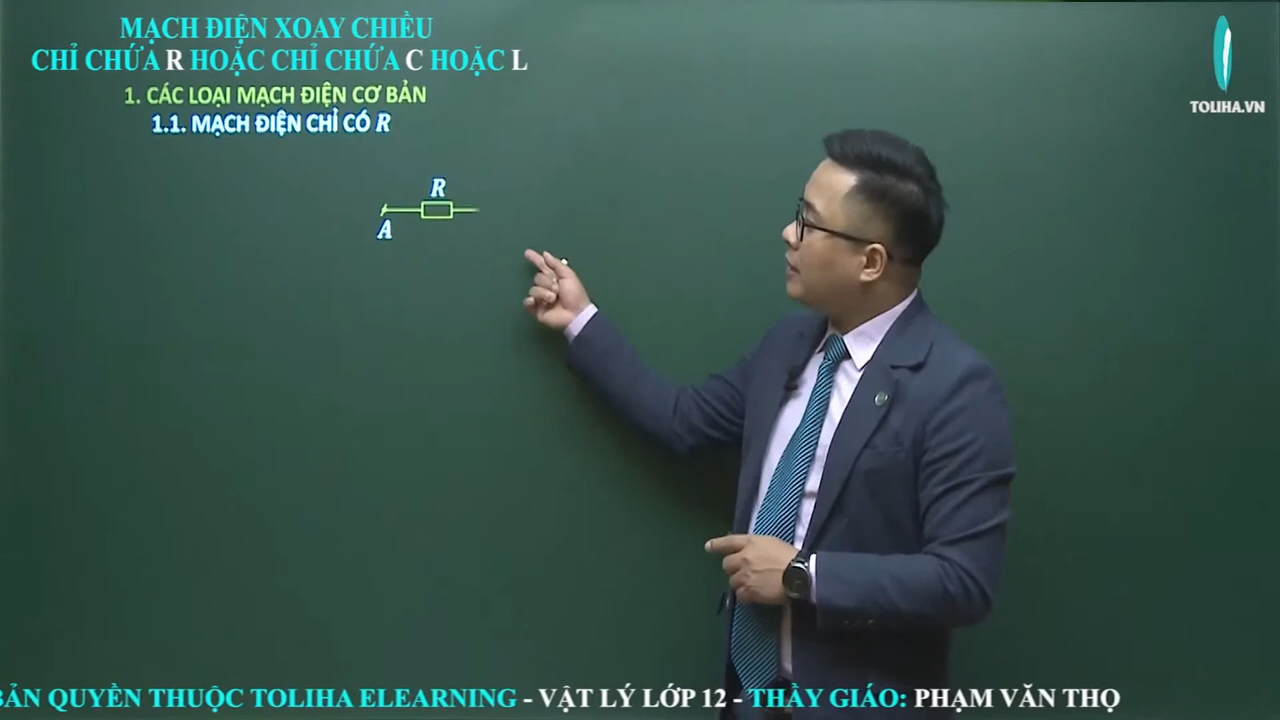 MẠCH ĐIỆN XOAY CHIỀU
CHỈ CHỨA R HOẶC CHỈ CHỨA C HOẶC L
1. CÁC LOẠI MẠCH ĐIỆN CƠ BẢN
1.1. MẠCH ĐIỆN CHỈ CÓ R
TOLIHA.VN
R
A
BẢN QUYỀN THUỘC TOLIHA ELEARNING - VẬT LÝ LỚP 12 - THẦY GIÁO: PHẠM VĂN THỌ